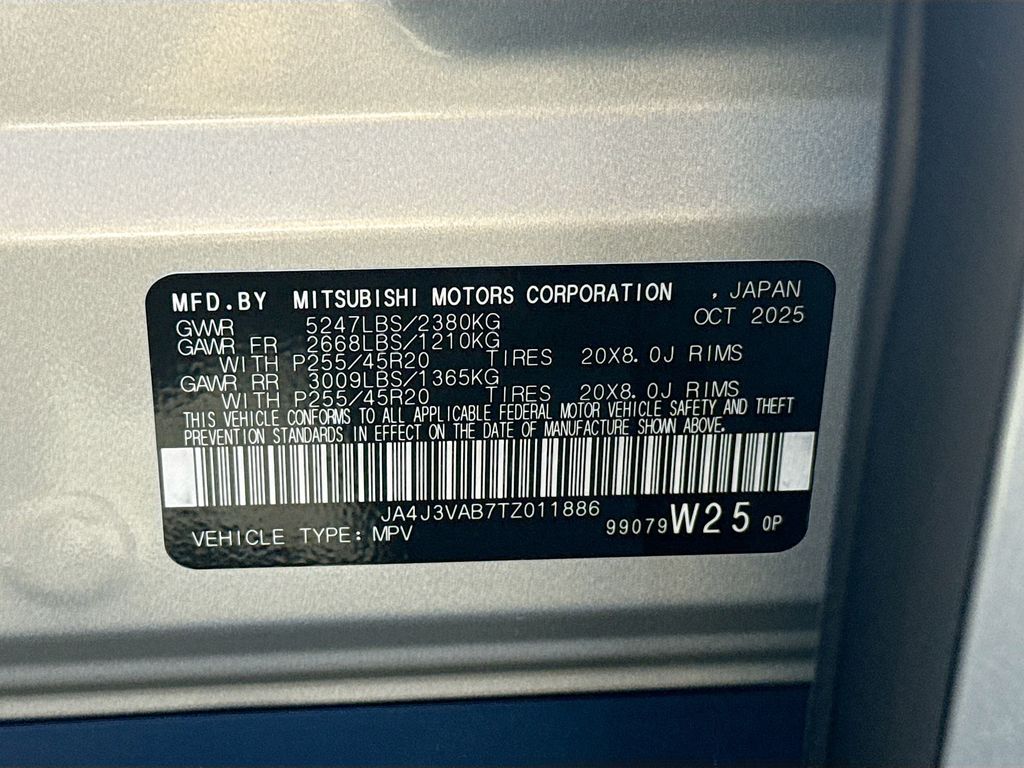 MFD.BY MITSUBISHI MOTORS CORPORATION , JAPAN
GVWR 5247LBS/2380KG OCT 2025
GAWR FR 2668LBS/1210KG
WITH P255/45R20 TIRES 20X8.0J RIMS
GAWR RR 3009LBS/1365KG
WITH P255/45R20 TIRES 20X8.0J RIMS
THIS VEHICLE CONFORMS TO ALL APPLICABLE FEDERAL MOTOR VEHICLE SAFETY AND THEFT
PREVENTION STANDARDS IN EFFECT ON THE DATE OF MANUFACTURE SHOWN ABOVE.
JA4J3VAB7TZ011886
VEHICLE TYPE: MPV 99079 W25 0P